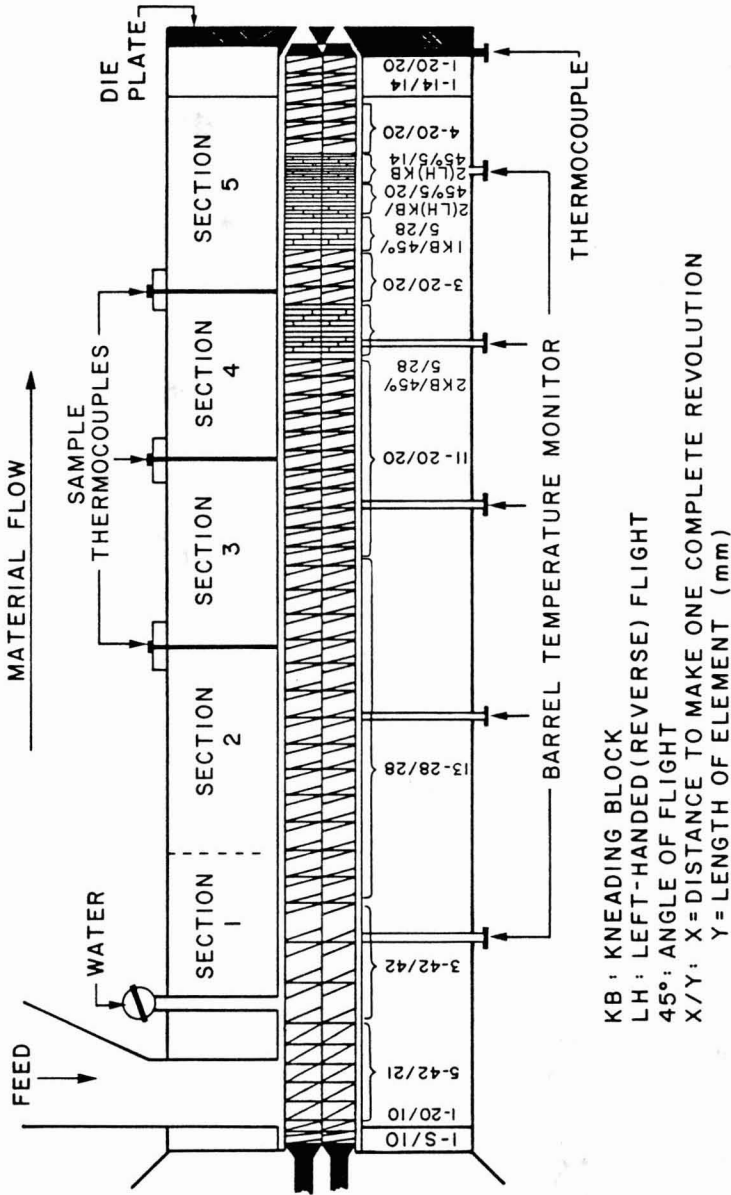 MATERIAL FLOW
SAMPLE
THERMOCOUPLES
DIE
PLATE
FEED
WATER
SECTION
1
SECTION
2
SECTION
3
SECTION
4
SECTION
5
1-S/10
1-20/10
5-42/21
3-42/42
13-28/28
11-20/20
2KB/45°/
5/28
3-20/20
1KB/45°/
5/28
2(LH)KB/
45°/5/20
2(LH)KB
45°/5/14
4-20/20
1-14/14
1-20/20
BARREL TEMPERATURE MONITOR
THERMOCOUPLE
KB: KNEADING BLOCK
LH: LEFT-HANDED (REVERSE) FLIGHT
45°: ANGLE OF FLIGHT
X/Y: X = DISTANCE TO MAKE ONE COMPLETE REVOLUTION
Y = LENGTH OF ELEMENT (mm)